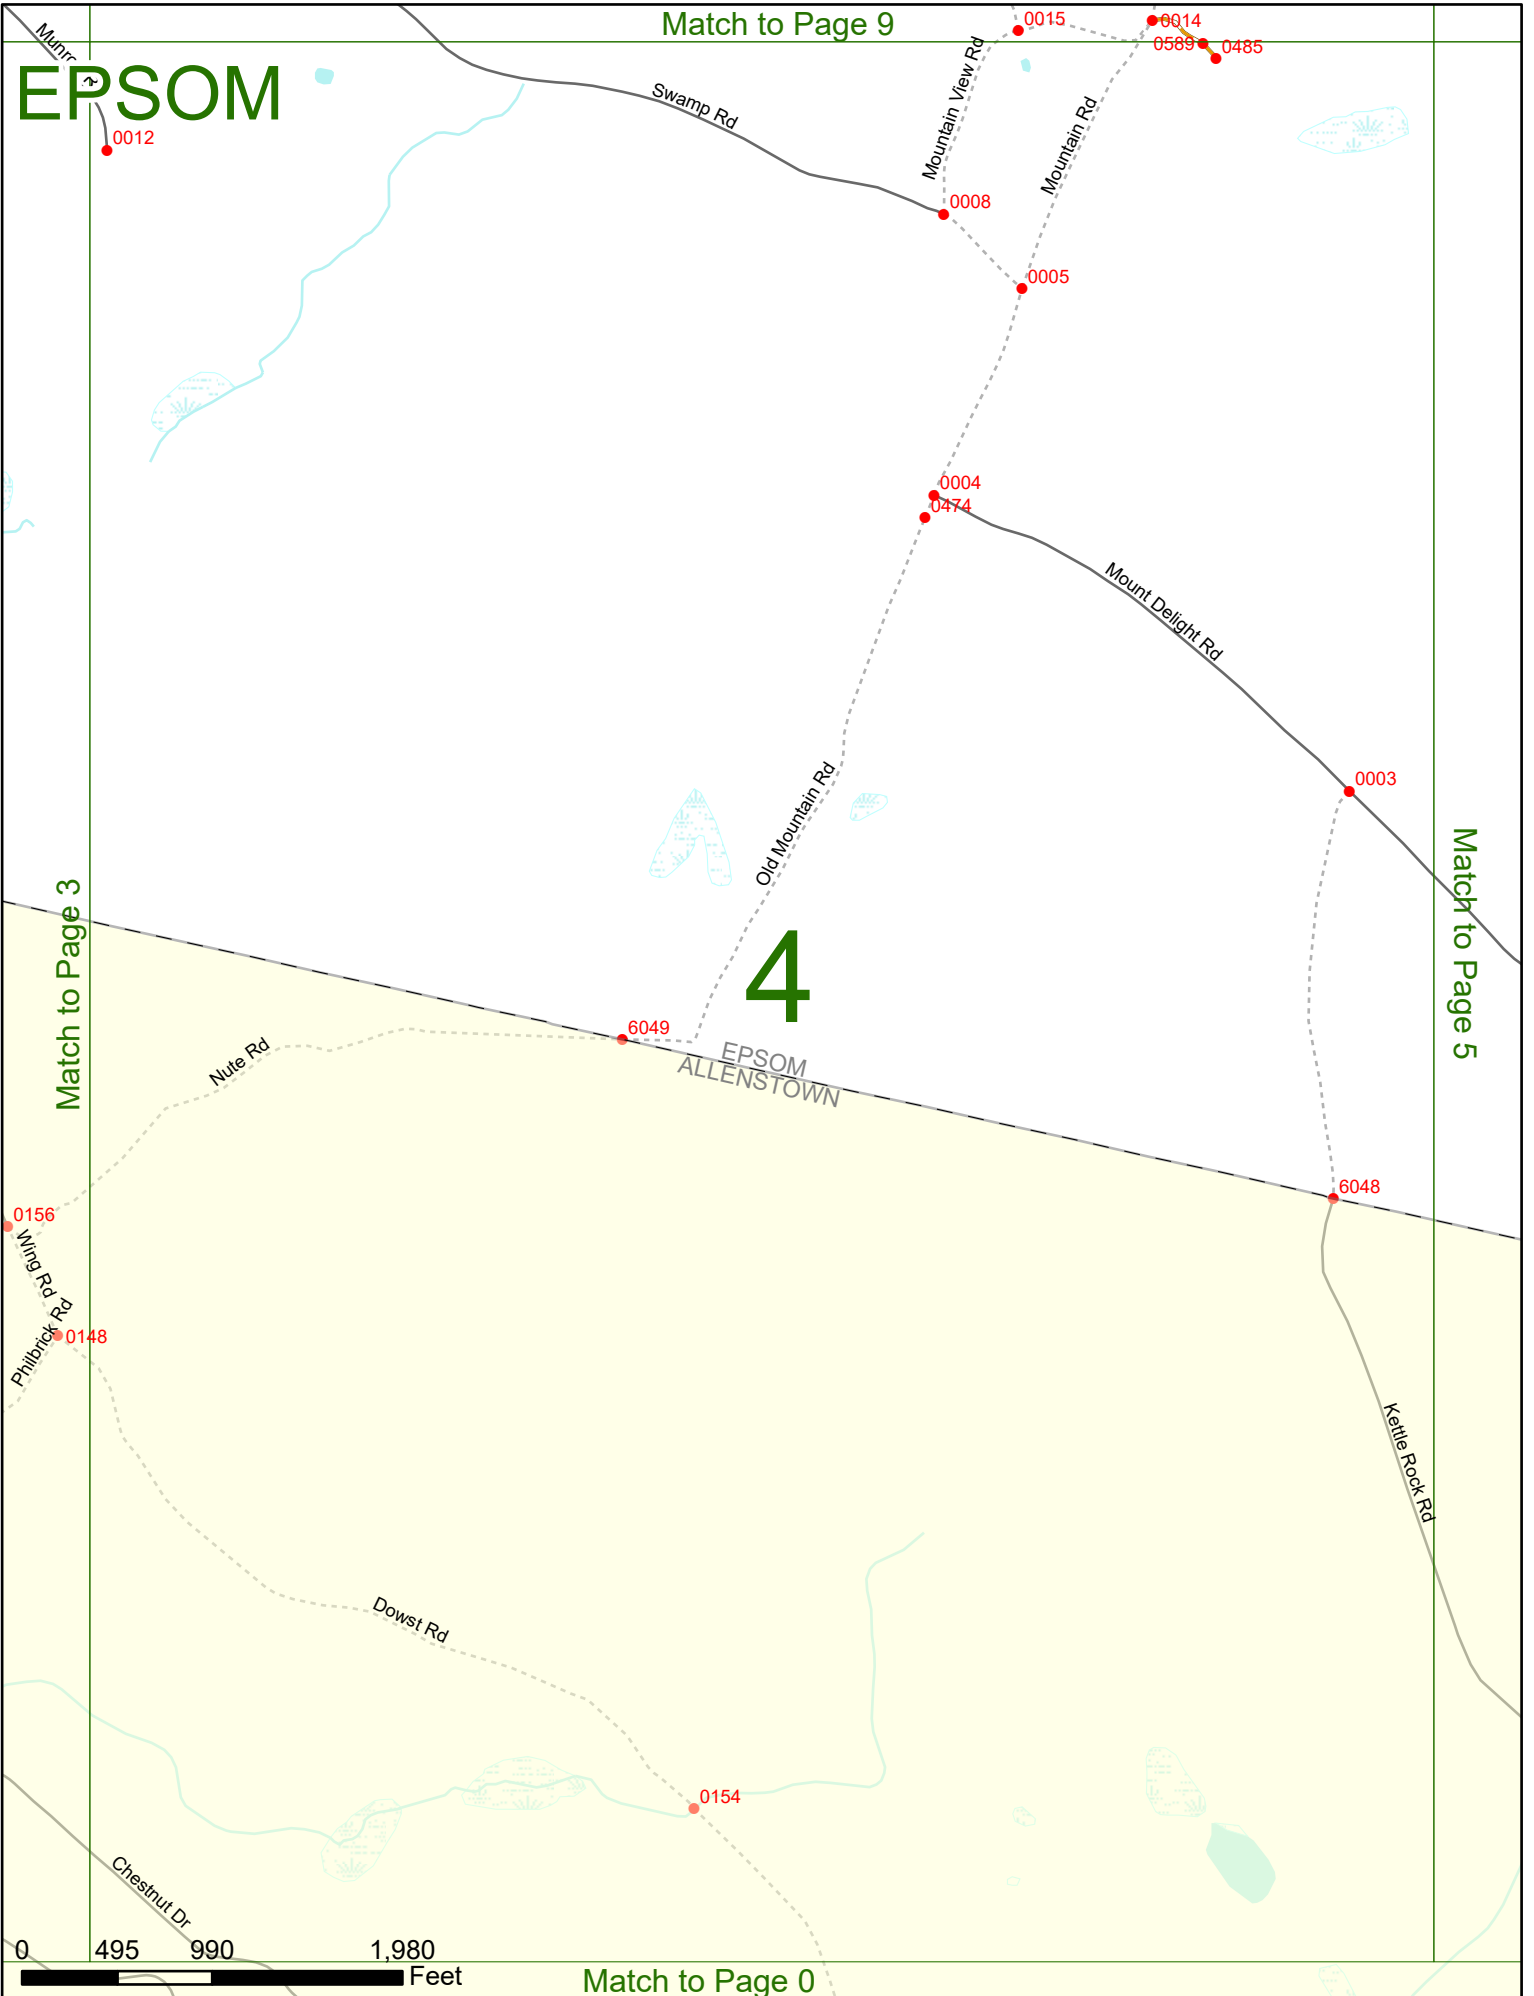 Match to Page 9
0015
0014
0589
0485
EPSOM
0012
Swamp Rd
Mountain View Rd
Mountain Rd
0008
0005
0004
0474
Mount Delight Rd
0003
Old Mountain Rd
Match to Page 3
Match to Page 5
4
6049
EPSOM
ALLENSTOWN
Nute Rd
6048
0156
Wing Rd
Philbrick Rd
0148
Kettle Rock Rd
Dowst Rd
0154
Chestnut Dr
0 495 990 1,980
Feet
Match to Page 0